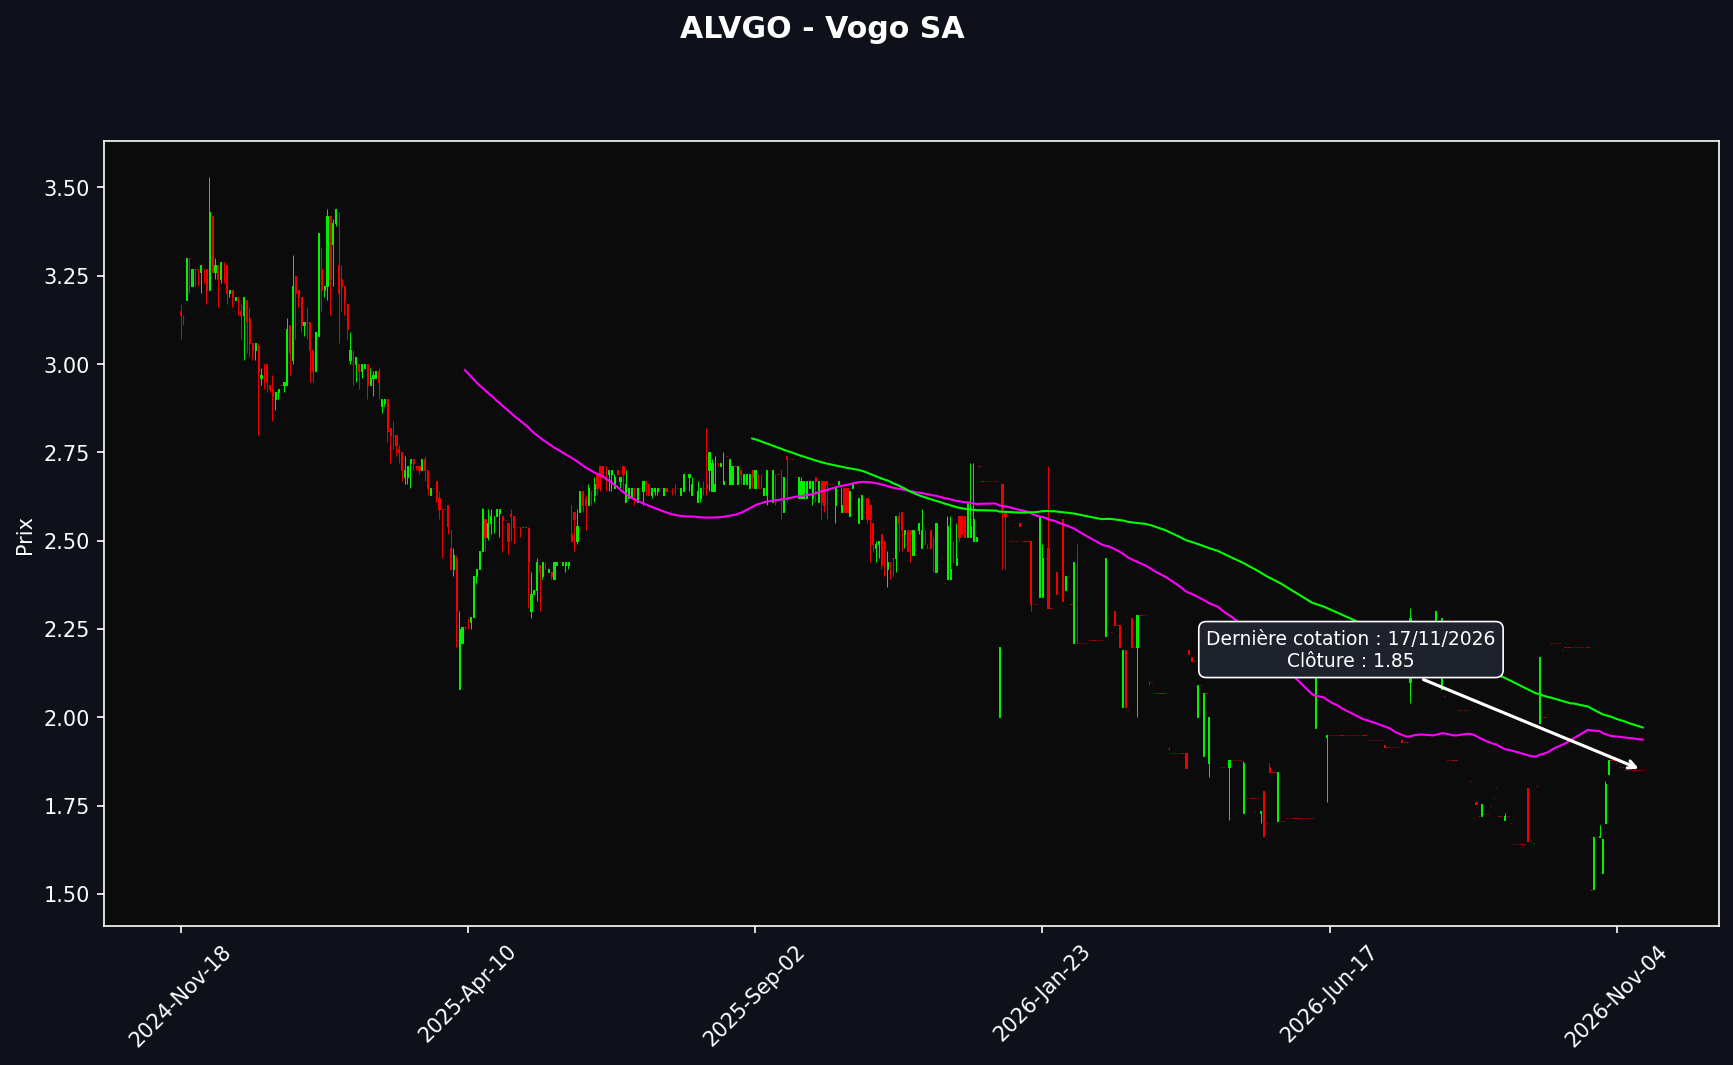 ALVGO - Vogo SA
Prix
3.50
3.25
3.00
2.75
2.50
2.25
2.00
1.75
1.50
Dernière cotation : 17/11/2026
Clôture : 1.85
2024-Nov-18
2025-Apr-10
2025-Sep-02
2026-Jan-23
2026-Jun-17
2026-Nov-04